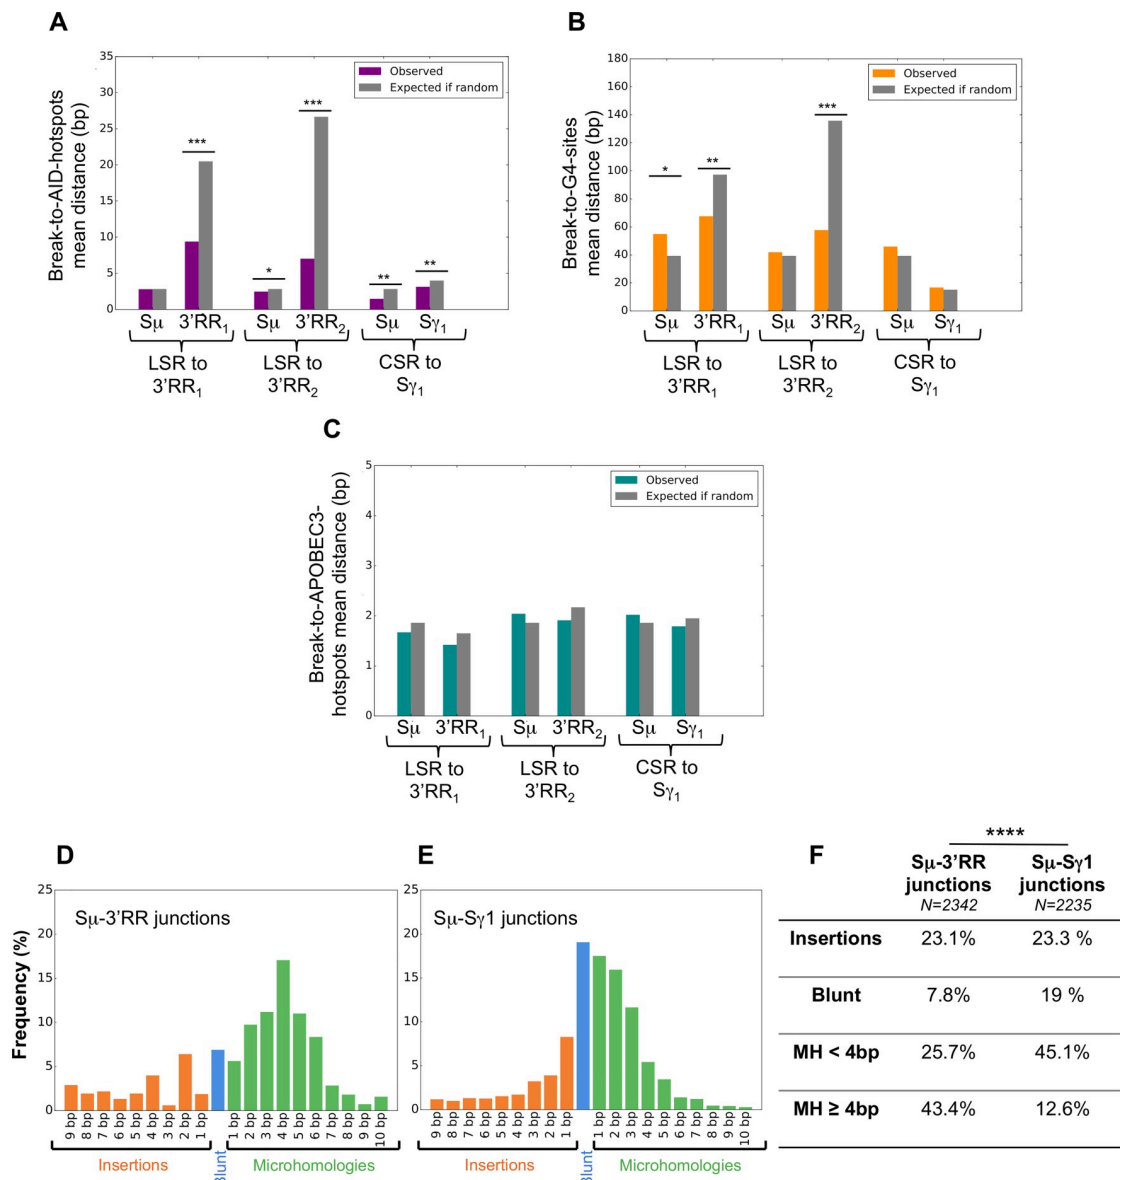 A
Break-to-AID-hotspots
mean distance (bp)
35
30
25
20
15
10
5
0
Observed
Expected if random
***
***
*
**
**
Sμ 3'RR1 Sμ 3'RR2 Sμ Sγ1
LSR to
3'RR1
LSR to
3'RR2
CSR to
Sγ1
B
Break-to-G4-sites
mean distance (bp)
180
160
140
120
100
80
60
40
20
0
Observed
Expected if random
*
**
***
Sμ 3'RR1 Sμ 3'RR2 Sμ Sγ1
LSR to
3'RR1
LSR to
3'RR2
CSR to
Sγ1
C
Break-to-APOBEC3-
hotspots mean distance (bp)
5
4
3
2
1
0
Observed
Expected if random
Sμ 3'RR1 Sμ 3'RR2 Sμ Sγ1
LSR to
3'RR1
LSR to
3'RR2
CSR to
Sγ1
D
Frequency (%)
25
20
15
10
5
0
Sμ-3'RR junctions
9 bp
8 bp
7 bp
6 bp
5 bp
4 bp
3 bp
2 bp
1 bp
1 bp
2 bp
3 bp
4 bp
5 bp
6 bp
7 bp
8 bp
9 bp
10 bp
Insertions
Blunt
Microhomologies
E
25
20
15
10
5
0
Sμ-Sγ1 junctions
9 bp
8 bp
7 bp
6 bp
5 bp
4 bp
3 bp
2 bp
1 bp
1 bp
2 bp
3 bp
4 bp
5 bp
6 bp
7 bp
8 bp
9 bp
10 bp
Insertions
Blunt
Microhomologies
F
****
Sμ-3'RR Sμ-Sγ1
junctions junctions
N=2342 N=2235
Insertions 23.1% 23.3 %
Blunt 7.8% 19 %
MH < 4bp 25.7% 45.1%
MH ≥ 4bp 43.4% 12.6%